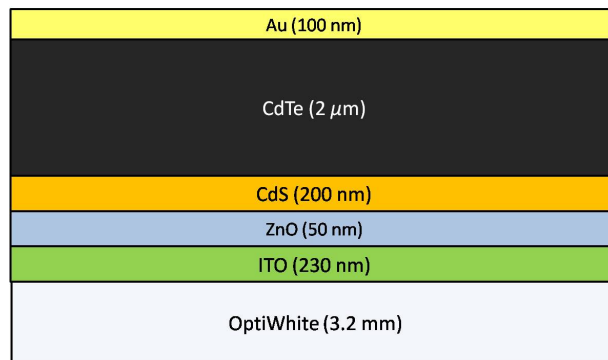 Au (100 nm)
CdTe (2 𝜇m)
CdS (200 nm)
ZnO (50 nm)
ITO (230 nm)
OptiWhite (3.2 mm)